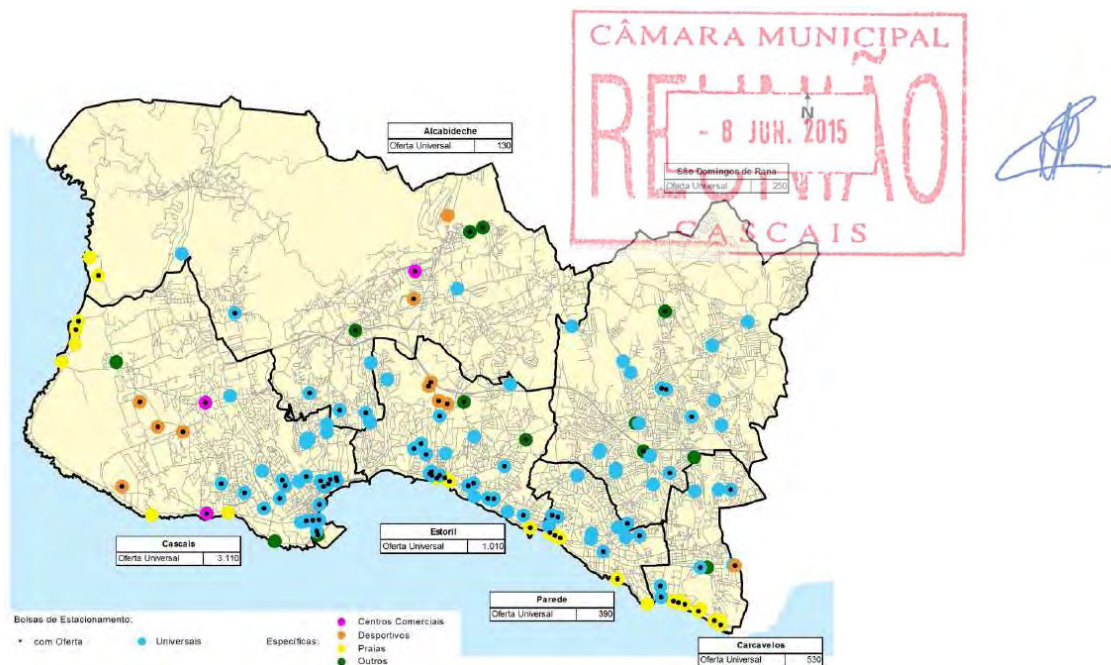 CÂMARA MUNICIPAL
REUNIÃO
- 8 JUN. 2015
N
CASCAIS
Alcabideche
Oferta Universal 130
São Domingos de Rana
Oferta Universal 250
Cascais
Oferta Universal 3.110
Estoril
Oferta Universal 1.010
Parede
Oferta Universal 390
Carcavelos
Oferta Universal 530
Bolsas de Estacionamento:
com Oferta
Universais
Específicas:
Centros Comerciais
Desportivos
Praias
Outros